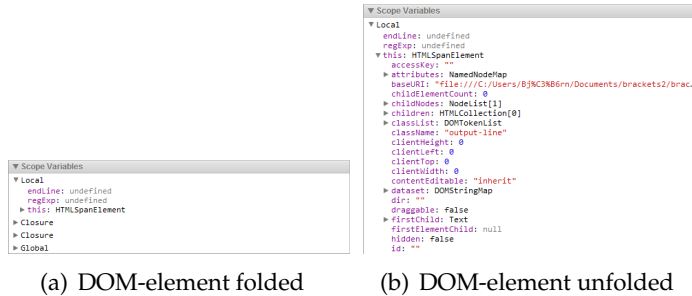 ▼ Scope Variables
▼ Local
endLine: undefined
regExp: undefined
▶ this: HTMLSpanElement
▶ Closure
▶ Closure
▶ Global
(a) DOM-element folded
▼ Scope Variables
▼ Local
endLine: undefined
regExp: undefined
▼ this: HTMLSpanElement
accessKey: ""
▶ attributes: NamedNodeMap
baseURI: "file:///C:/Users/Bj%C3%B6rn/Documents/brackets2/brac…
childElementCount: 0
▶ childNodes: NodeList[1]
▶ children: HTMLCollection[0]
▶ classList: DOMTokenList
className: "output-line"
clientHeight: 0
clientLeft: 0
clientTop: 0
clientWidth: 0
contentEditable: "inherit"
▶ dataset: DOMStringMap
dir: ""
draggable: false
▶ firstChild: Text
firstElementChild: null
hidden: false
id: ""
(b) DOM-element unfolded